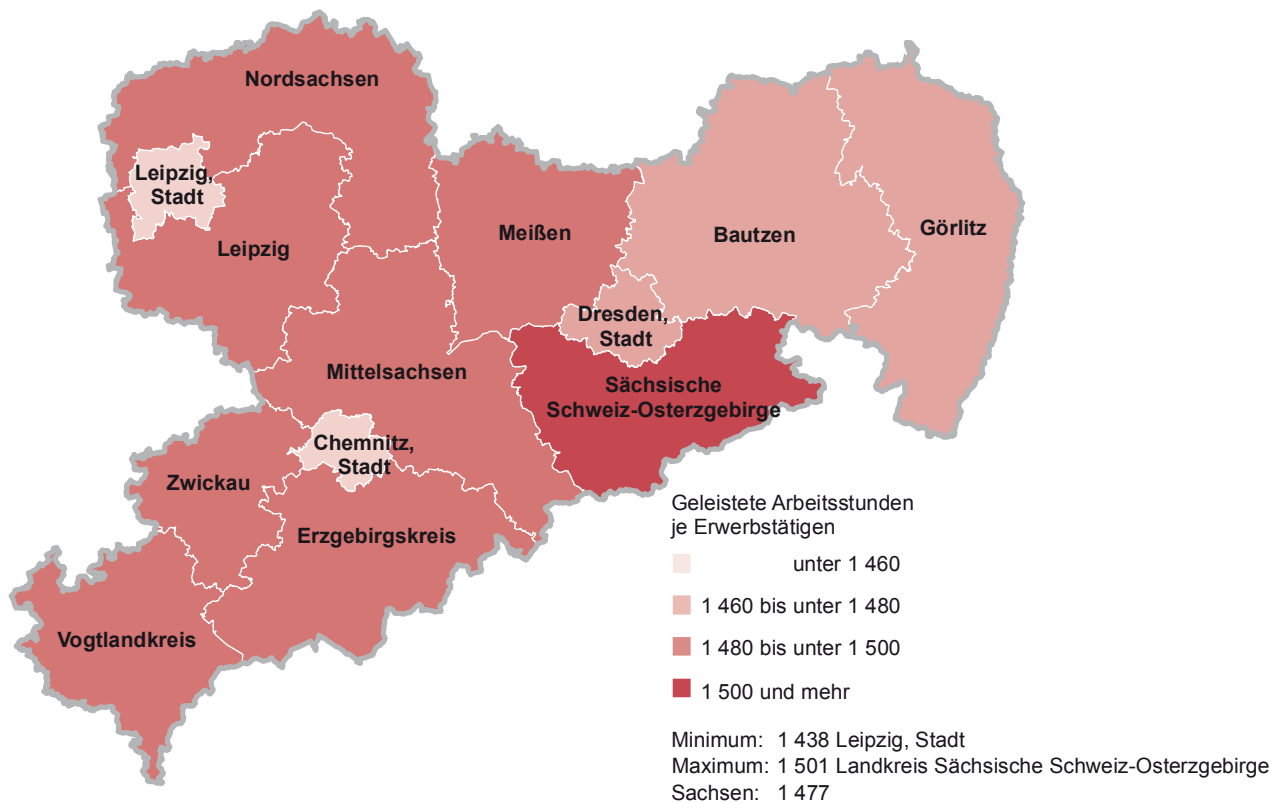 Nordsachsen
Leipzig,
Stadt
Leipzig
Meißen
Bautzen
Görlitz
Dresden,
Stadt
Mittelsachsen
Sächsische
Schweiz-Osterzgebirge
Chemnitz,
Stadt
Zwickau
Erzgebirgskreis
Vogtlandkreis
Geleistete Arbeitsstunden
je Erwerbstätigen
unter 1 460
1 460 bis unter 1 480
1 480 bis unter 1 500
1 500 und mehr
Minimum: 1 438 Leipzig, Stadt
Maximum: 1 501 Landkreis Sächsische Schweiz-Osterzgebirge
Sachsen: 1 477